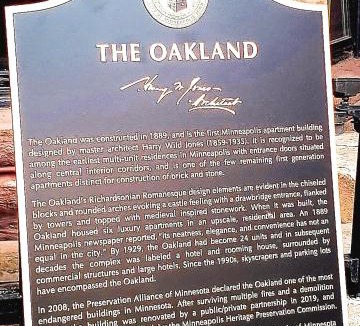 THE OAKLAND
Harry W. Jones
Architect
The Oakland was constructed in 1889, and is the first Minneapolis apartment building
designed by master architect Harry Wild Jones (1859-1935). It is recognized to be
among the earliest multi-unit residences in Minneapolis with entrance doors situated
along central interior corridors, and is one of the few remaining first generation
apartments distinct for construction of brick and stone.
The Oakland's Richardsonian Romanesque design elements are evident in the chiseled
blocks and rounded arches evoking a castle feeling with a drawbridge entrance, flanked
by towers and topped with medieval inspired stonework. When it was built, the
Oakland housed six luxury apartments in an upscale, residential area. An 1889
Minneapolis newspaper reported, "its neatness, elegance, and convenience has not an
equal in the city." By 1929, the Oakland had become 24 units and in subsequent
decades the complex was labeled a hotel and rooming house, surrounded by
commercial structures and large hotels. Since the 1990s, skyscrapers and parking lots
have encompassed the Oakland.
In 2008, the Preservation Alliance of Minnesota declared the Oakland one of the most
endangered buildings in Minnesota. After surviving multiple fires and a demolition
building was renovated by a public/private partnership in 2019, and
by the Minneapolis Heritage Preservation Commission.